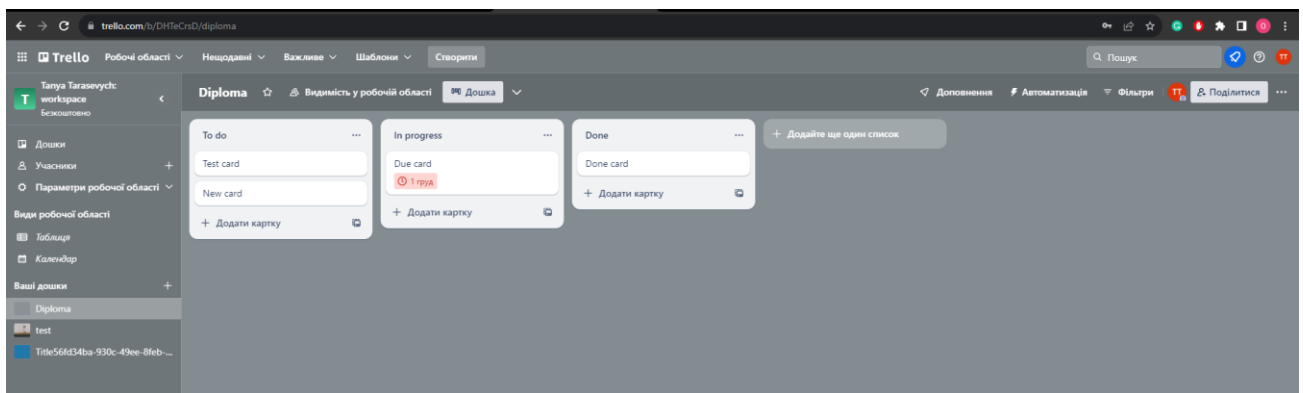 trello.com/b/DHTeCrsD/diploma
Trello Робочі області Нещодавні Важливе Шаблони Створити Пошук TT
T Tanya Tarasevych: workspace
Безкоштовно
Diploma Видимість у робочій області Дошка Доповнення Автоматизація Фільтри TT Поділитися ...
Дошки
Учасники +
Параметри робочої області
Види робочої області
Таблиця
Календар
Ваші дошки +
Diploma
test
Title56fd34ba-930c-49ee-8feb-...
To do ...
Test card
New card
+ Додати картку
In progress ...
Due card
1 груд
+ Додати картку
Done ...
Done card
+ Додати картку
+ Додайте ще один список